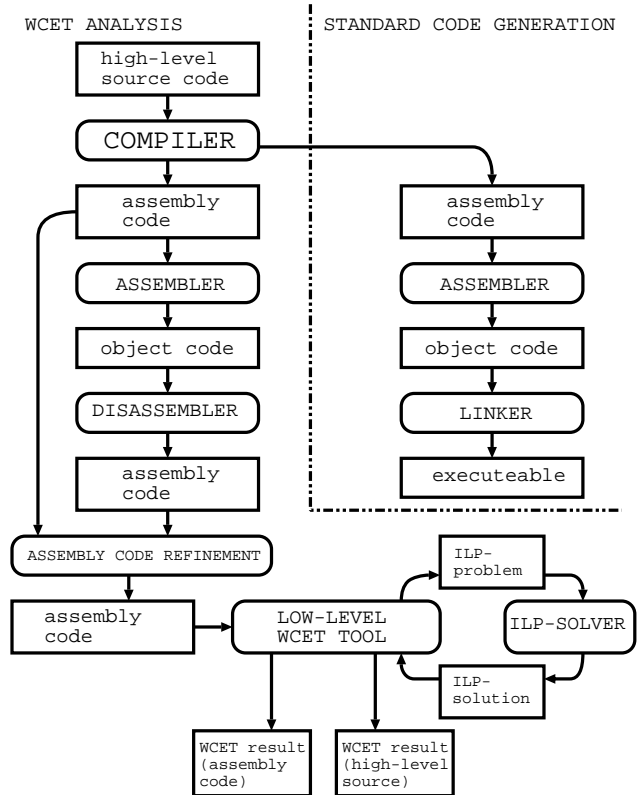 WCET ANALYSIS
STANDARD CODE GENERATION
high-level
source code
COMPILER
assembly
code
assembly
code
ASSEMBLER
ASSEMBLER
object code
object code
DISASSEMBLER
LINKER
assembly
code
executeable
ASSEMBLY CODE REFINEMENT
ILP-
problem
assembly
code
LOW-LEVEL
WCET TOOL
ILP-SOLVER
ILP-
solution
WCET result
(assembly
code)
WCET result
(high-level
source)